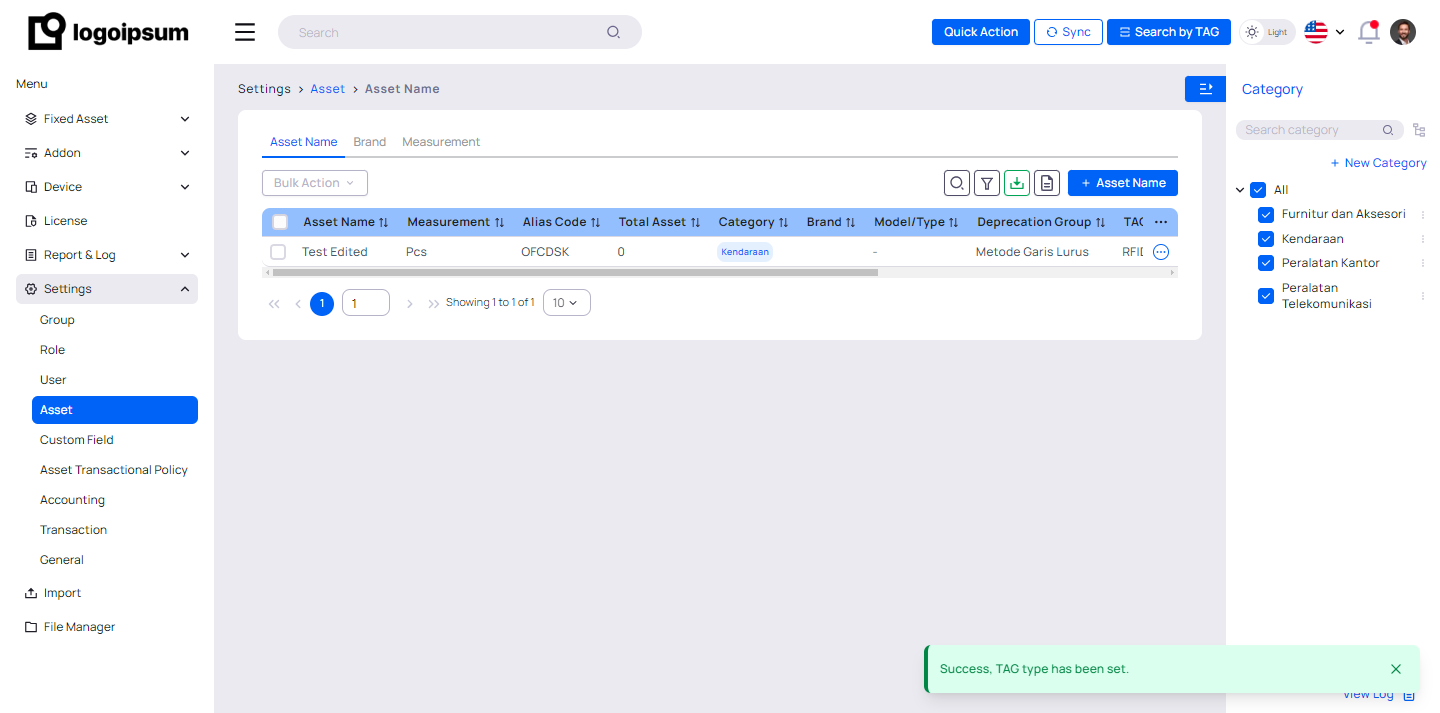 logoipsum
Search
Quick Action
Sync
Search by TAG
Light
Menu
Fixed Asset
Addon
Device
License
Report & Log
Settings
Group
Role
User
Asset
Custom Field
Asset Transactional Policy
Accounting
Transaction
General
Import
File Manager
Settings > Asset > Asset Name
Asset Name Brand Measurement
Bulk Action
+ Asset Name
Asset Name Measurement Alias Code Total Asset Category Brand Model/Type Deprecation Group TAG
Test Edited Pcs OFCDSK 0 Kendaraan - Metode Garis Lurus RFID
1 1 Showing 1 to 1 of 1 10
Category
Search category
+ New Category
All
Furnitur dan Aksesori
Kendaraan
Peralatan Kantor
Peralatan
Telekomunikasi
Success, TAG type has been set.
View Log